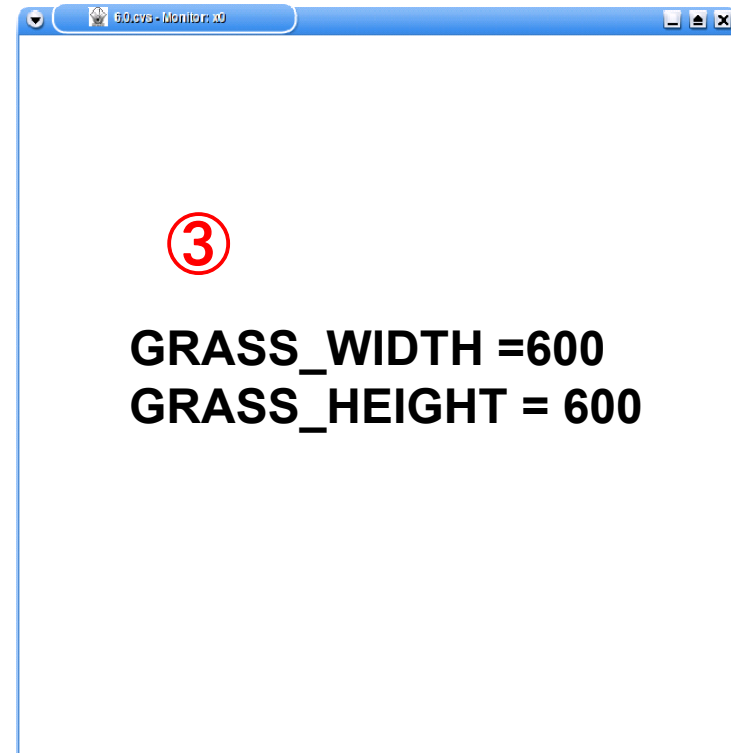 6.0.cvs - Monitor: x0
③
GRASS_WIDTH =600
GRASS_HEIGHT = 600